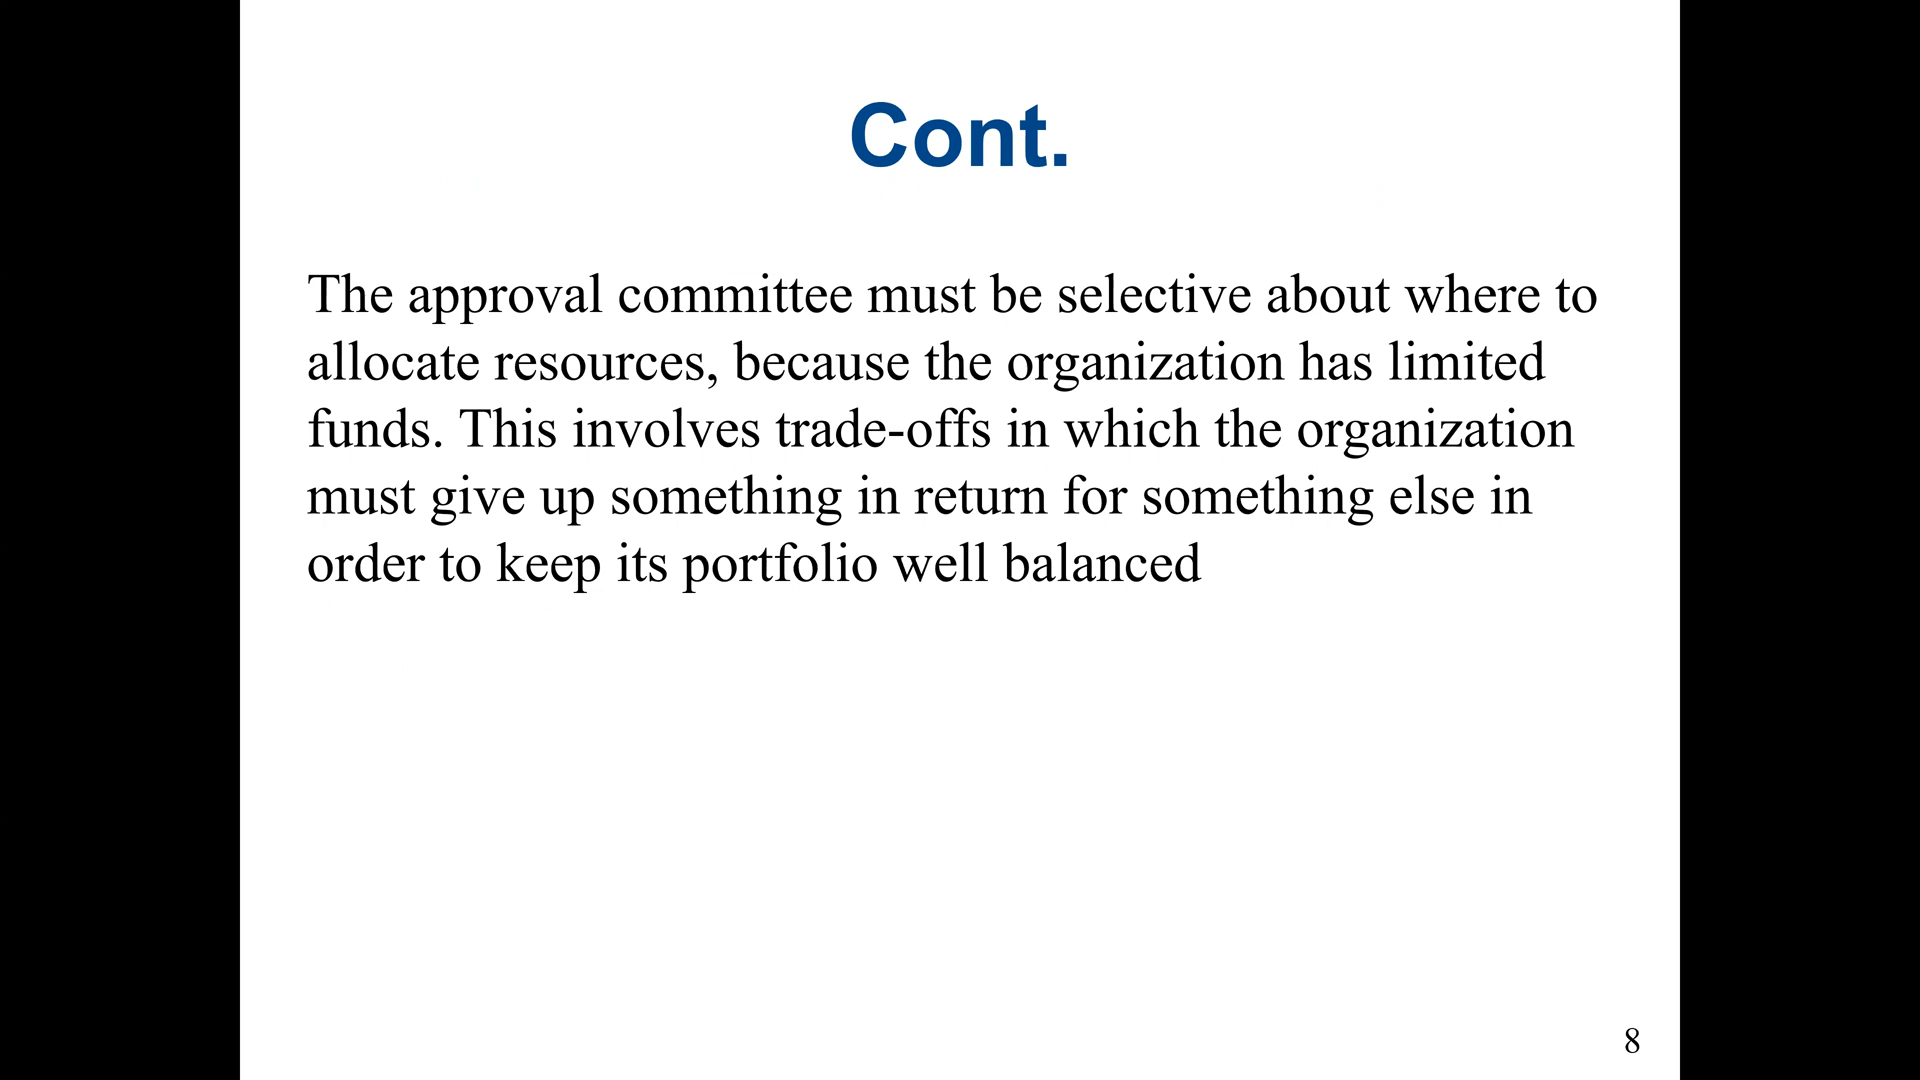 Cont.
The approval committee must be selective about where to
allocate resources, because the organization has limited
funds. This involves trade-offs in which the organization
must give up something in return for something else in
order to keep its portfolio well balanced
8